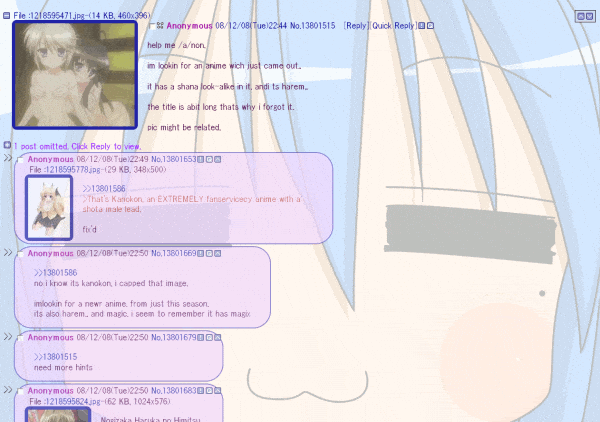 File :1218595471.jpg-(14 KB, 460x396)
Anonymous 08/12/08(Tue)22:44 No.13801515 [Reply][Quick Reply]
help me /a/non.
im lookin for an anime wich just came out..
it has a shana look-alike in it, andi ts harem..
the title is abit long thats why i forgot it.
pic might be related.
1 post omitted. Click Reply to view.
>> Anonymous 08/12/08(Tue)22:49 No.13801653
File :1218595778.jpg-(29 KB, 348x500)
>>13801586
>That's Kanokon, an EXTREMELY fanservicey anime with a
shota male lead.
fix'd
>> Anonymous 08/12/08(Tue)22:50 No.13801669
>>13801586
no i know its kanokon, i capped that image.
imlookin for a newr anime, from just this season.
its also harem.. and magic, i seem to remember it has magix
>> Anonymous 08/12/08(Tue)22:50 No.13801679
>>13801515
need more hints
>> Anonymous 08/12/08(Tue)22:50 No.13801683
File :1218595824.jpg-(62 KB, 1024x576)
Nogizaka Haruka no Himitsu